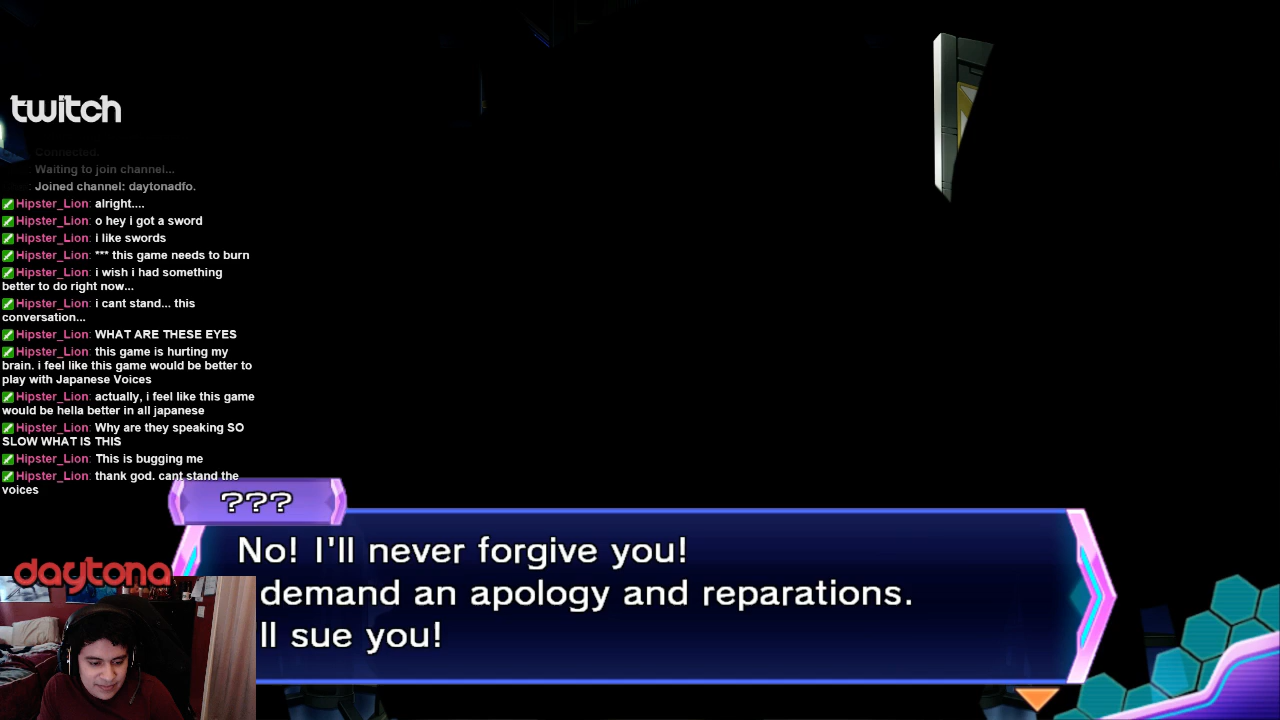 twitch
Connected.
Waiting to join channel...
: Joined channel: daytonadfo.
Hipster_Lion: alright....
Hipster_Lion: o hey i got a sword
Hipster_Lion: i like swords
Hipster_Lion: *** this game needs to burn
Hipster_Lion: i wish i had something
better to do right now...
Hipster_Lion: i cant stand... this
conversation...
Hipster_Lion: WHAT ARE THESE EYES
Hipster_Lion: this game is hurting my
brain. i feel like this game would be better to
play with Japanese Voices
Hipster_Lion: actually, i feel like this game
would be hella better in all japanese
Hipster_Lion: Why are they speaking SO
SLOW WHAT IS THIS
Hipster_Lion: This is bugging me
Hipster_Lion: thank god. cant stand the
voices
???
No! I'll never forgive you!
demand an apology and reparations.
ll sue you!
daytona